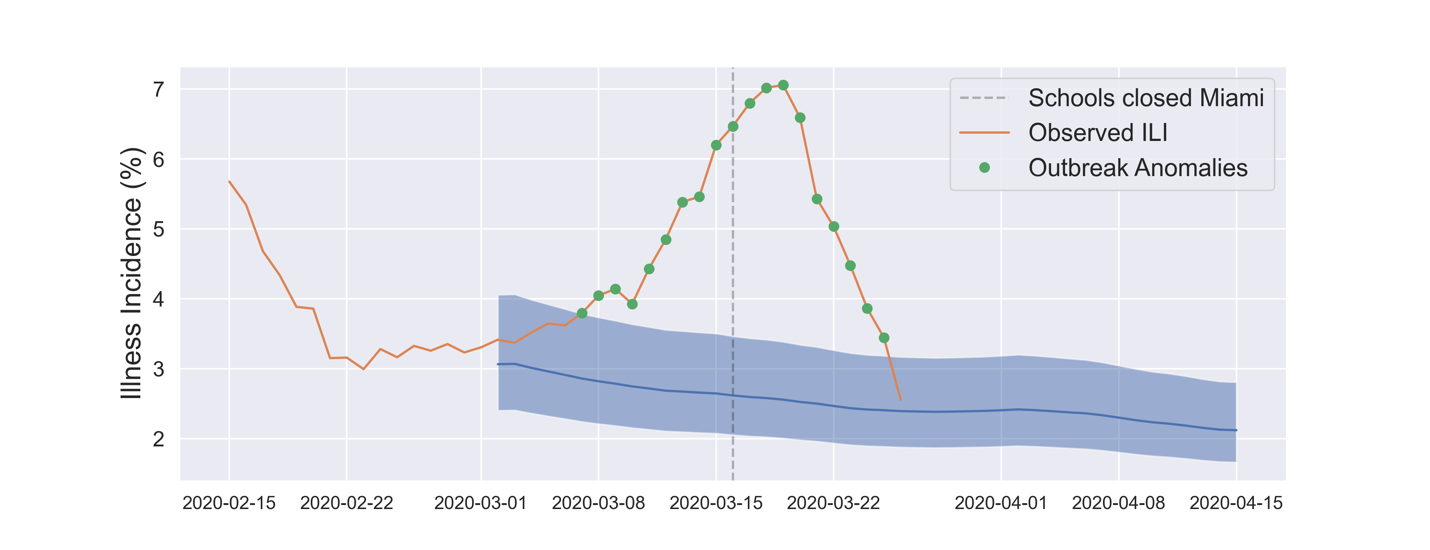 Illness Incidence (%)
7
6
5
4
3
2
Schools closed Miami
Observed ILI
Outbreak Anomalies
2020-02-15 2020-02-22 2020-03-01 2020-03-08 2020-03-15 2020-03-22 2020-04-01 2020-04-08 2020-04-15